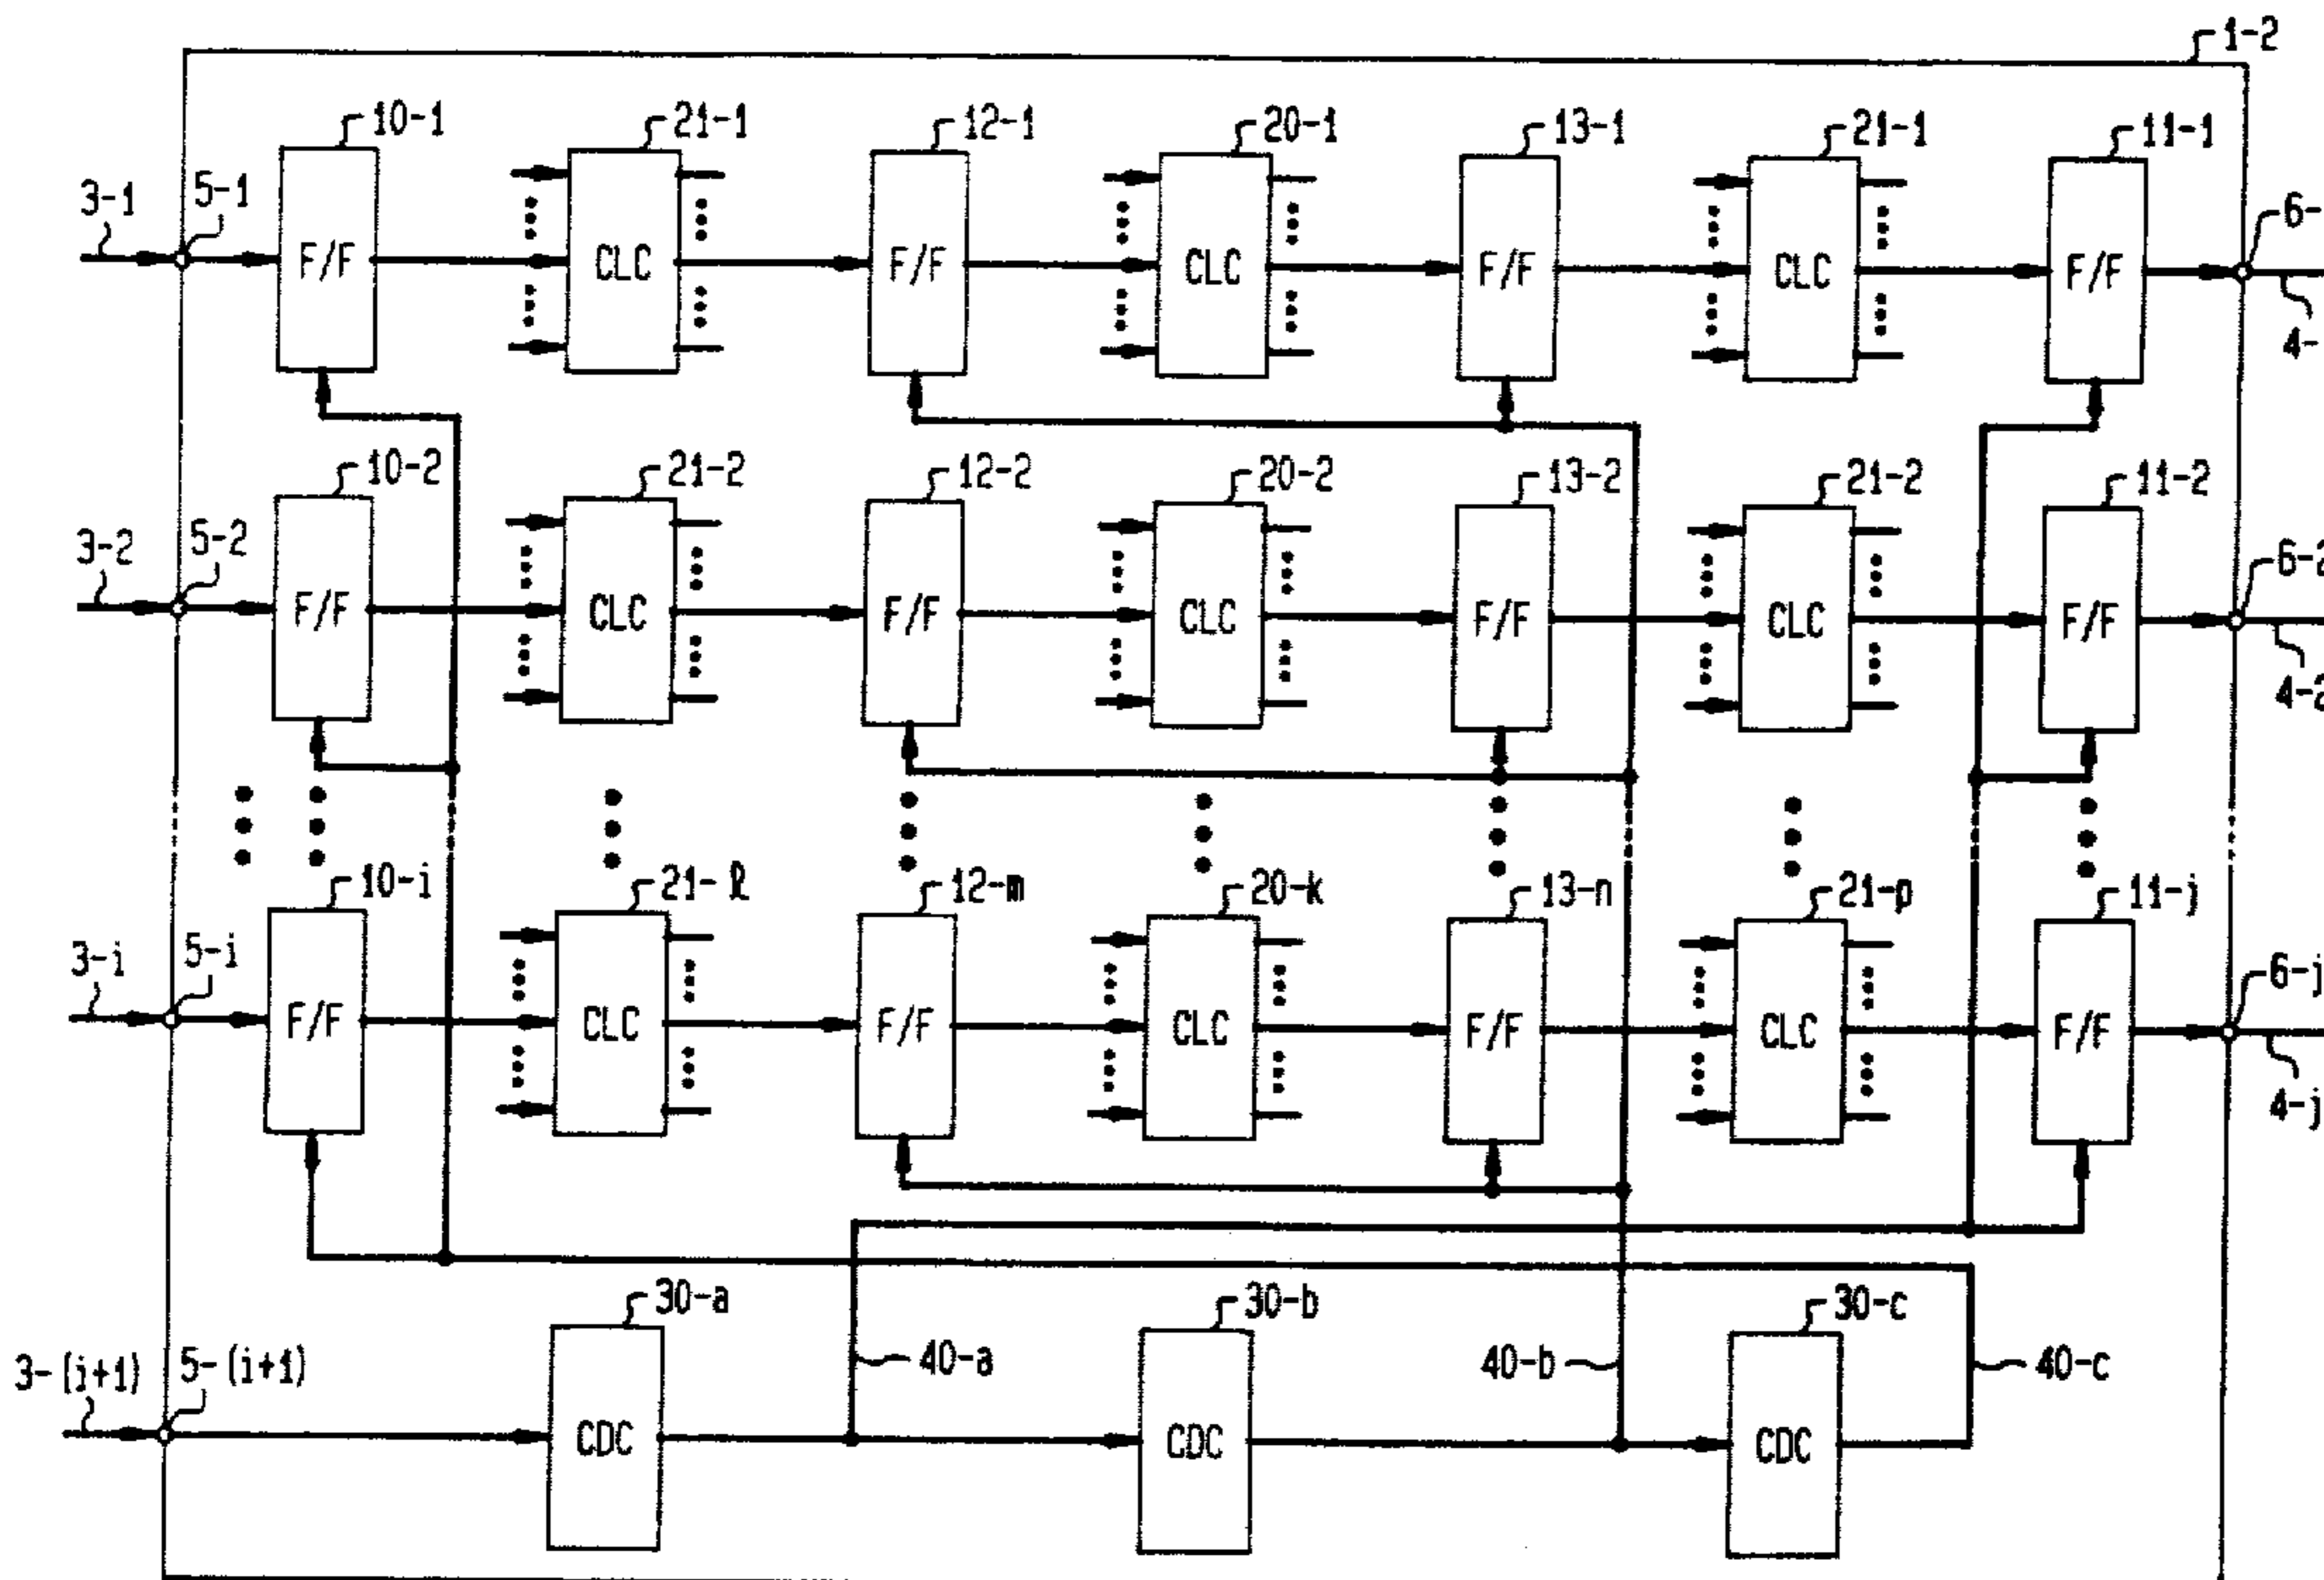 1-2
10-1 21-1 12-1 20-1 13-1 21-1 11-1
3-1 5-1 F/F CLC F/F CLC F/F CLC F/F 6-
4-
10-2 21-2 12-2 20-2 13-2 21-2 11-2
3-2 5-2 F/F CLC F/F CLC F/F CLC F/F 6-2
4-2
10-i 21-ℓ 12-m 20-k 13-n 21-p 11-j
3-i 5-i F/F CLC F/F CLC F/F CLC F/F 6-j
4-j
30-a 30-b 30-c
3-(i+1) 5-(i+1) 40-a 40-b 40-c
CDC CDC CDC